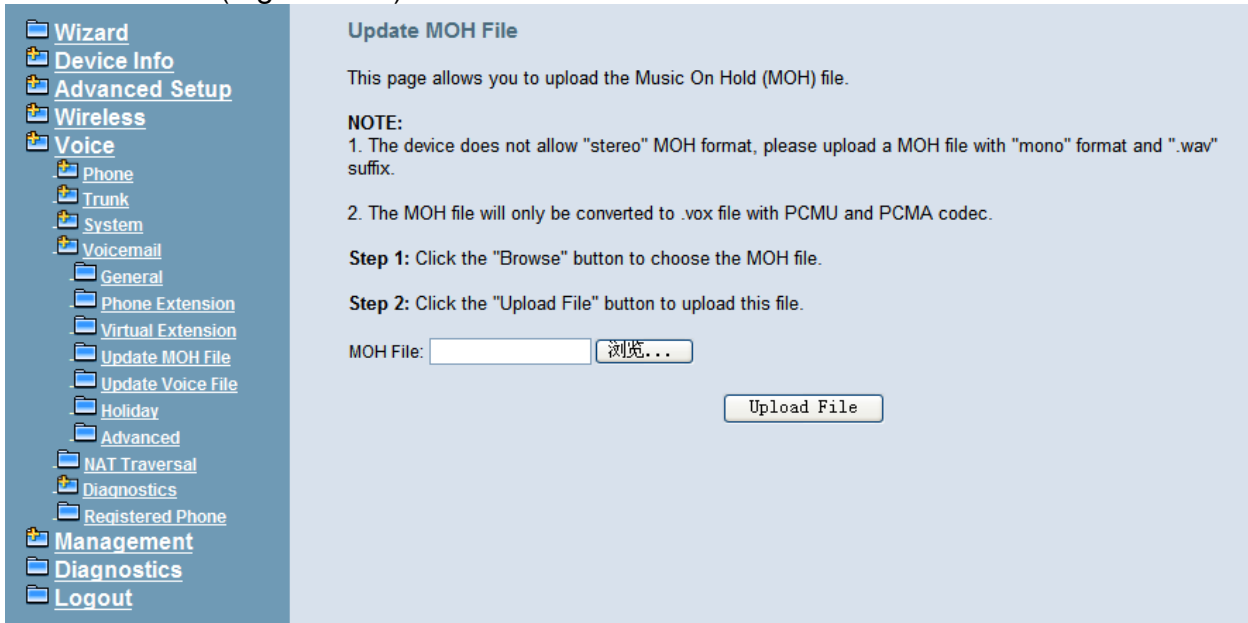 Wizard
Device Info
Advanced Setup
Wireless
Voice
Phone
Trunk
System
Voicemail
General
Phone Extension
Virtual Extension
Update MOH File
Update Voice File
Holiday
Advanced
NAT Traversal
Diagnostics
Registered Phone
Management
Diagnostics
Logout
Update MOH File
This page allows you to upload the Music On Hold (MOH) file.
NOTE:
1. The device does not allow "stereo" MOH format, please upload a MOH file with "mono" format and ".wav"
suffix.
2. The MOH file will only be converted to .vox file with PCMU and PCMA codec.
Step 1: Click the "Browse" button to choose the MOH file.
Step 2: Click the "Upload File" button to upload this file.
MOH File: 浏览...
Upload File